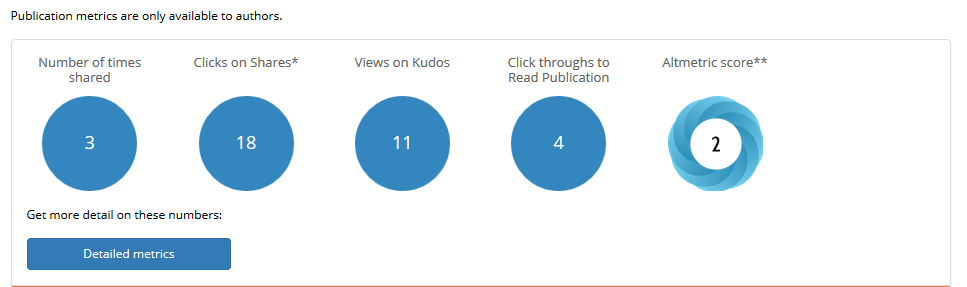 Publication metrics are only available to authors.
Number of times
shared
Clicks on Shares*
Views on Kudos
Click throughs to
Read Publication
Altmetric score**
3
18
11
4
2
Get more detail on these numbers:
Detailed metrics